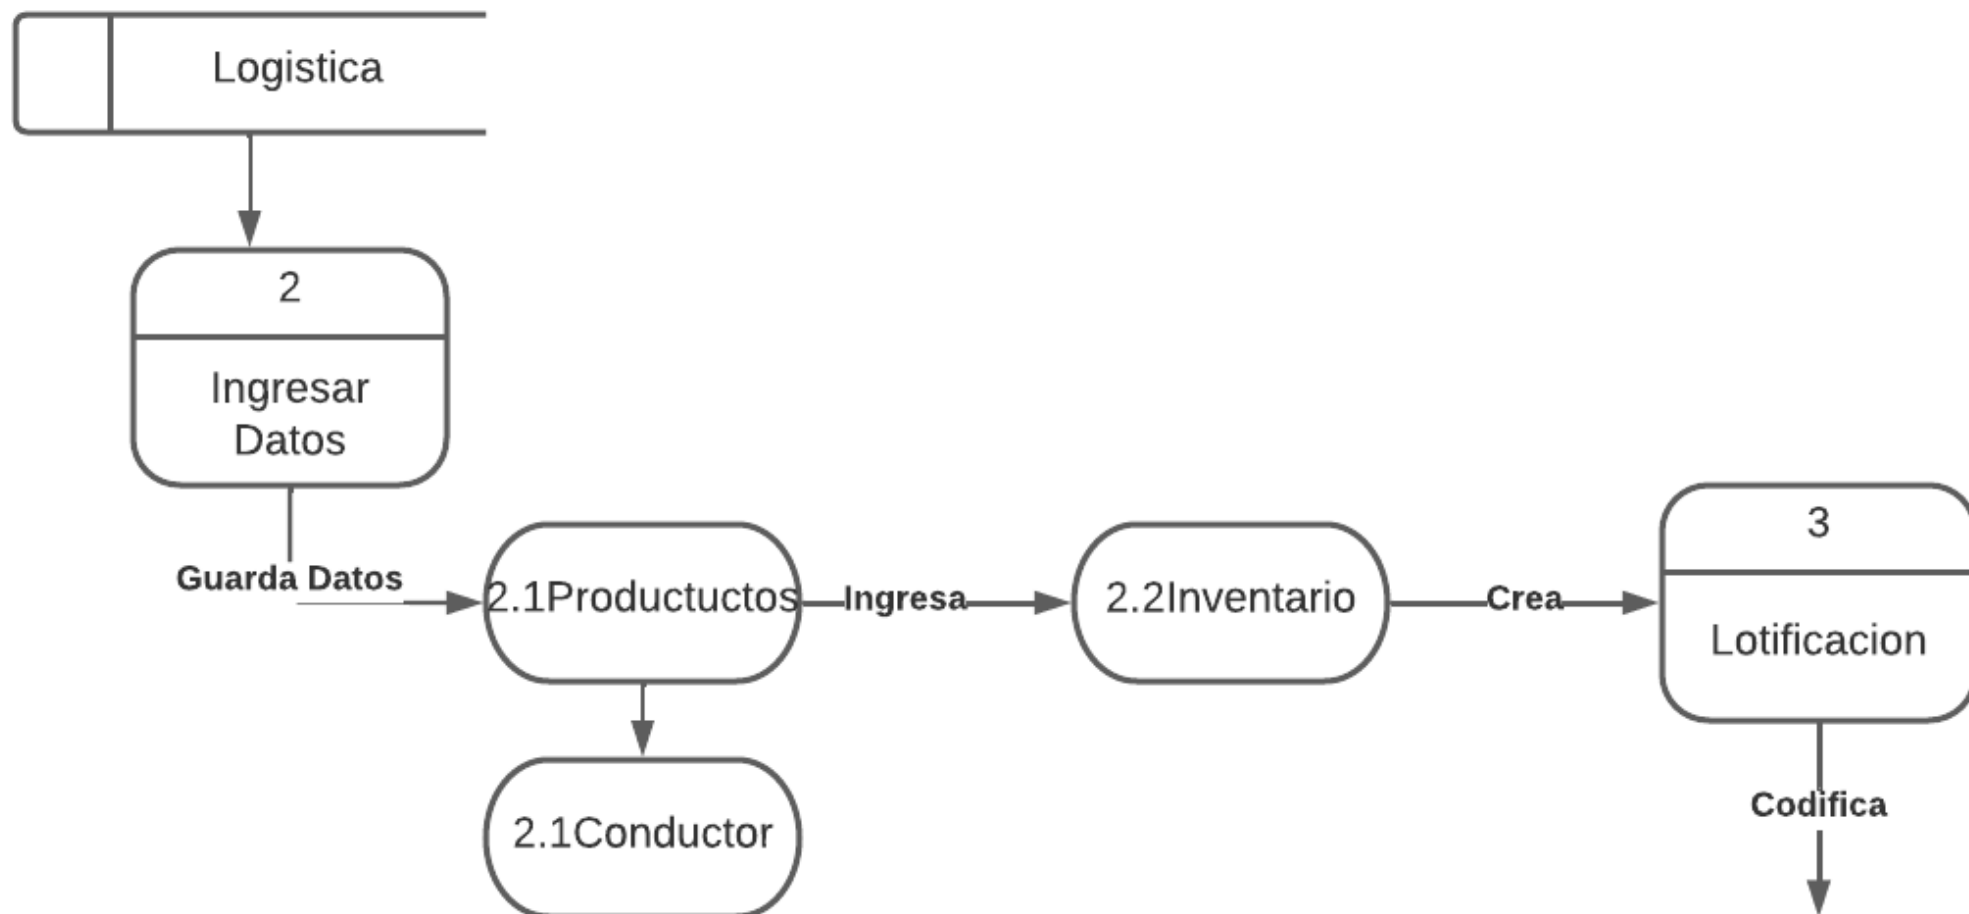 Logistica
2
Ingresar
Datos
Guarda Datos
2.1Productuctos
Ingresa
2.2Inventario
Crea
3
Lotificacion
2.1Conductor
Codifica